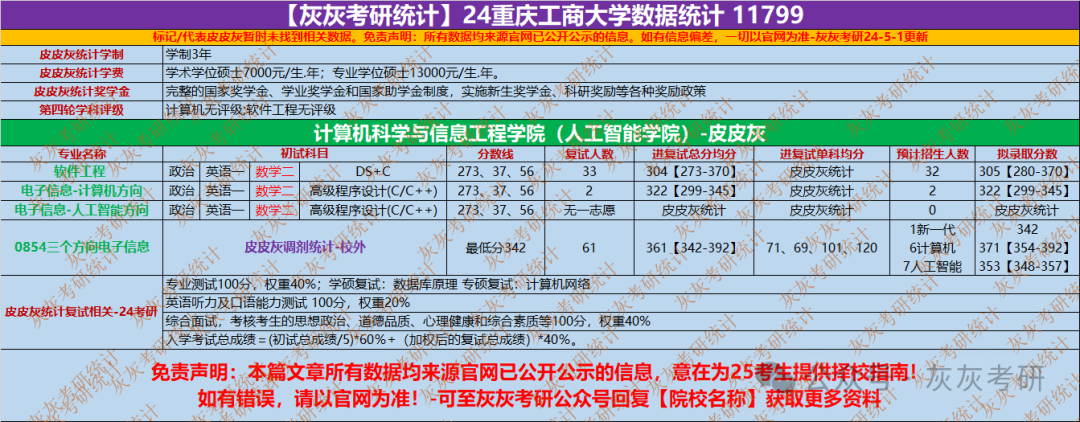 【灰灰考研统计】24重庆工商大学数据统计 11799
标记/代表皮皮灰暂时未找到相关数据。免责声明：所有数据均来源官网已公开公示的信息。如有信息偏差，一切以官网为准-灰灰考研24-5-1更新
皮皮灰统计学制 学制3年
皮皮灰统计学费 学术学位硕士7000元/生.年；专业学位硕士13000元/生.年。
皮皮灰统计奖学金 完整的国家奖学金、学业奖学金和国家助学金制度，实施新生奖学金、科研奖励等各种奖励政策
第四轮学科评级 计算机无评级;软件工程无评级
计算机科学与信息工程学院（人工智能学院）-皮皮灰
专业名称 初试科目 分数线 复试人数 进复试总分均分 进复试单科均分 预计招生人数 拟录取分数
软件工程 政治 英语一 数学二 DS+C 273、37、56 33 304【273-370】 皮皮灰统计 32 305【280-370】
电子信息-计算机方向 政治 英语一 数学二 高级程序设计(C/C++) 273、37、56 2 322【299-345】 皮皮灰统计 2 322【299-345】
电子信息-人工智能方向 政治 英语一 数学二 高级程序设计(C/C++) 273、37、56 无一志愿 皮皮灰统计 皮皮灰统计 0 皮皮灰统计
0854三个方向电子信息 皮皮灰调剂统计-校外 最低分342 61 361【342-392】 71、69、101、120 1新一代 342
6计算机 371【354-392】
7人工智能 353【348-357】
皮皮灰统计复试相关-24考研
专业测试100分，权重40%；学硕复试：数据库原理 专硕复试：计算机网络
英语听力及口语能力测试 100分，权重20%
综合面试，考核考生的思想政治、道德品质、心理健康和综合素质等100分，权重40%
入学考试总成绩＝(初试总成绩/5)*60%＋（加权后的复试总成绩）*40%。
免责声明：本篇文章所有数据均来源官网已公开公示的信息，意在为25考生提供择校指南！
如有错误，请以官网为准！-可至灰灰考研公众号回复【院校名称】获取更多资料
公众号 · 灰灰考研
灰灰考研统计